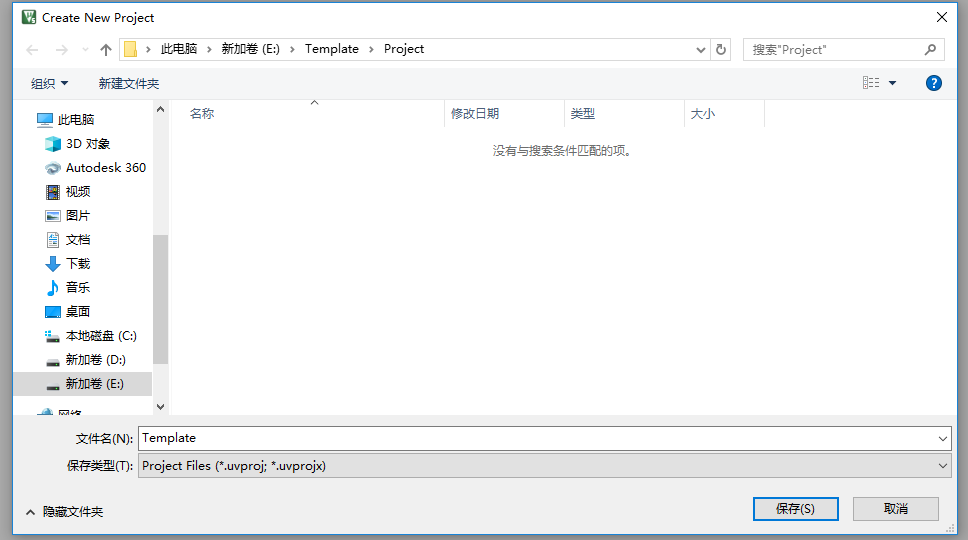 Create New Project
此电脑 › 新加卷 (E:) › Template › Project
搜索"Project"
组织 新建文件夹
名称 修改日期 类型 大小
没有与搜索条件匹配的项。
此电脑
3D 对象
Autodesk 360
视频
图片
文档
下载
音乐
桌面
本地磁盘 (C:)
新加卷 (D:)
新加卷 (E:)
网络
文件名(N): Template
保存类型(T): Project Files (*.uvproj; *.uvprojx)
隐藏文件夹
保存(S) 取消